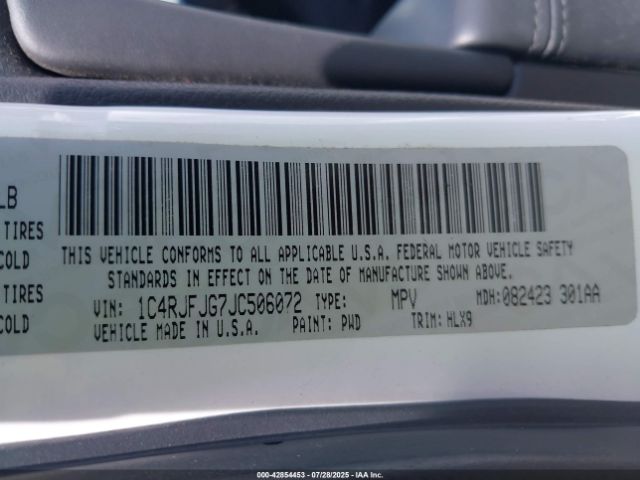 LB
TIRES
COLD
TIRES
COLD
THIS VEHICLE CONFORMS TO ALL APPLICABLE U.S.A. FEDERAL MOTOR VEHICLE SAFETY
STANDARDS IN EFFECT ON THE DATE OF MANUFACTURE SHOWN ABOVE.
VIN: 1C4RJFJG7JC506072 TYPE: MPV MDH:082423 301AA
VEHICLE MADE IN U.S.A. PAINT: PWD TRIM: HLX9
000-42854453 - 07/28/2025 - IAA Corp.